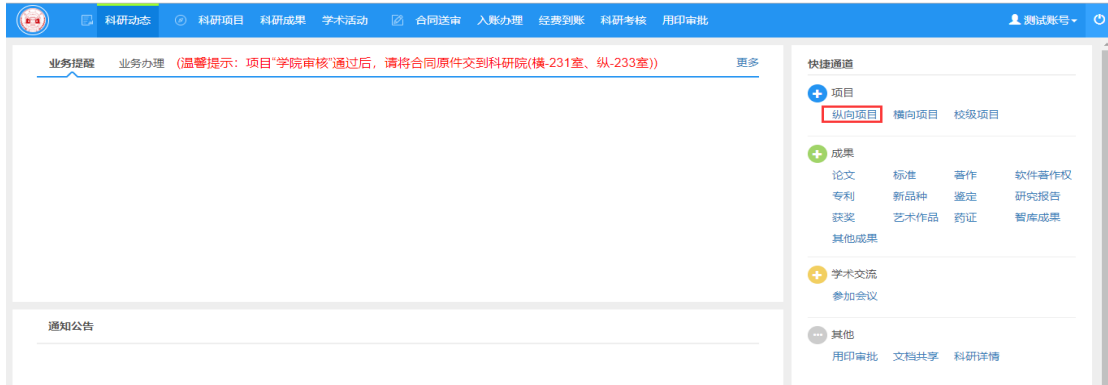 科研动态 科研项目 科研成果 学术活动 合同送审 入账办理 经费到账 科研考核 用印审批 测试账号
业务提醒 业务办理 (温馨提示：项目"学院审核"通过后，请将合同原件交到科研院(横-231室、纵-233室)) 更多
快捷通道
项目
纵向项目 横向项目 校级项目
成果
论文 标准 著作 软件著作权
专利 新品种 鉴定 研究报告
获奖 艺术作品 药证 智库成果
其他成果
学术交流
参加会议
通知公告
其他
用印审批 文档共享 科研详情